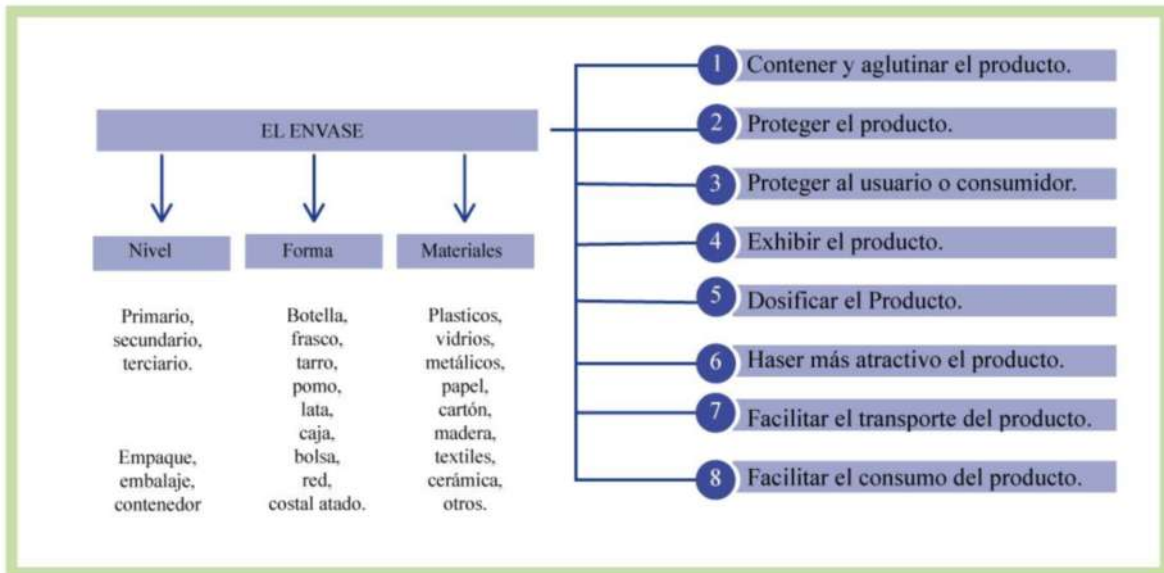 EL ENVASE
Nivel
Primario,
secundario,
terciario.
Empaque,
embalaje,
contenedor
Forma
Botella,
frasco,
tarro,
pomo,
lata,
caja,
bolsa,
red,
costal atado.
Materiales
Plasticos,
vidrios,
metálicos,
papel,
cartón,
madera,
textiles,
cerámica,
otros.
1 Contener y aglutinar el producto.
2 Proteger el producto.
3 Proteger al usuario o consumidor.
4 Exhibir el producto.
5 Dosificar el Producto.
6 Haser más atractivo el producto.
7 Facilitar el transporte del producto.
8 Facilitar el consumo del producto.